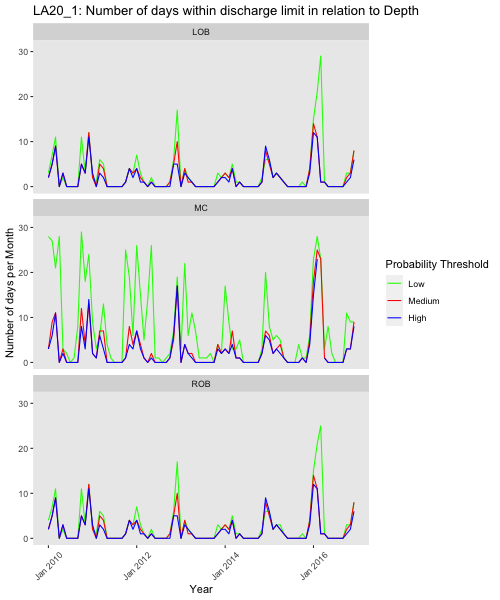 LA20_1: Number of days within discharge limit in relation to Depth
LOB
30
20
10
0
MC
30
20
10
0
ROB
30
20
10
0
Jan 2010
Jan 2012
Jan 2014
Jan 2016
Year
Number of days per Month
Probability Threshold
Low
Medium
High